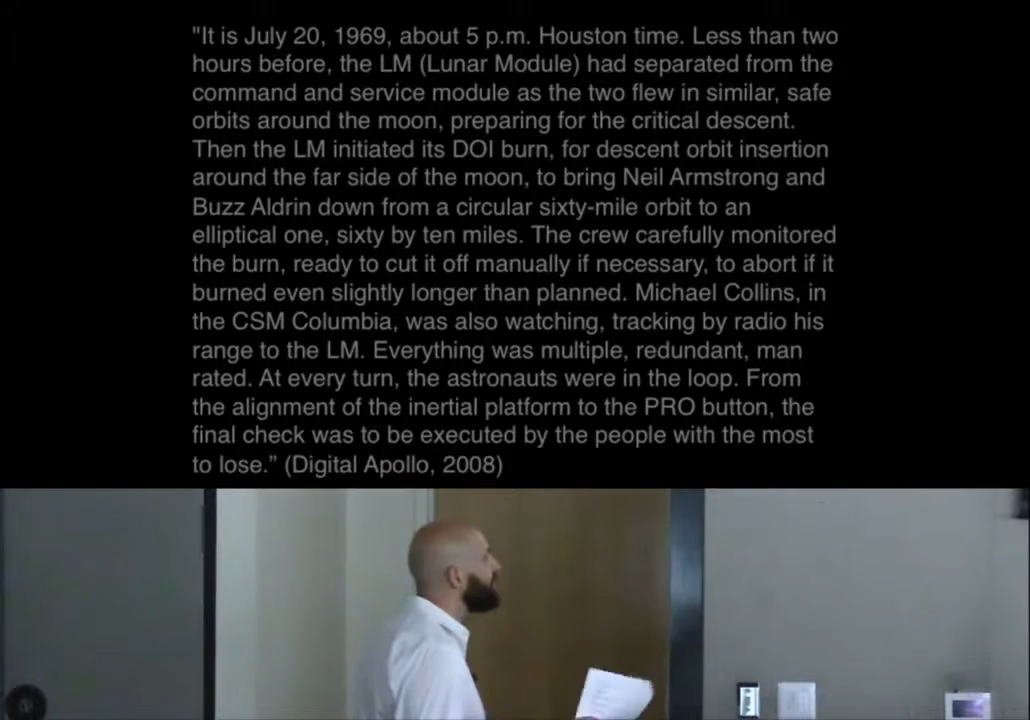 "It is July 20, 1969, about 5 p.m. Houston time. Less than two
hours before, the LM (Lunar Module) had separated from the
command and service module as the two flew in similar, safe
orbits around the moon, preparing for the critical descent.
Then the LM initiated its DOI burn, for descent orbit insertion
around the far side of the moon, to bring Neil Armstrong and
Buzz Aldrin down from a circular sixty-mile orbit to an
elliptical one, sixty by ten miles. The crew carefully monitored
the burn, ready to cut it off manually if necessary, to abort if it
burned even slightly longer than planned. Michael Collins, in
the CSM Columbia, was also watching, tracking by radio his
range to the LM. Everything was multiple, redundant, man
rated. At every turn, the astronauts were in the loop. From
the alignment of the inertial platform to the PRO button, the
final check was to be executed by the people with the most
to lose.” (Digital Apollo, 2008)